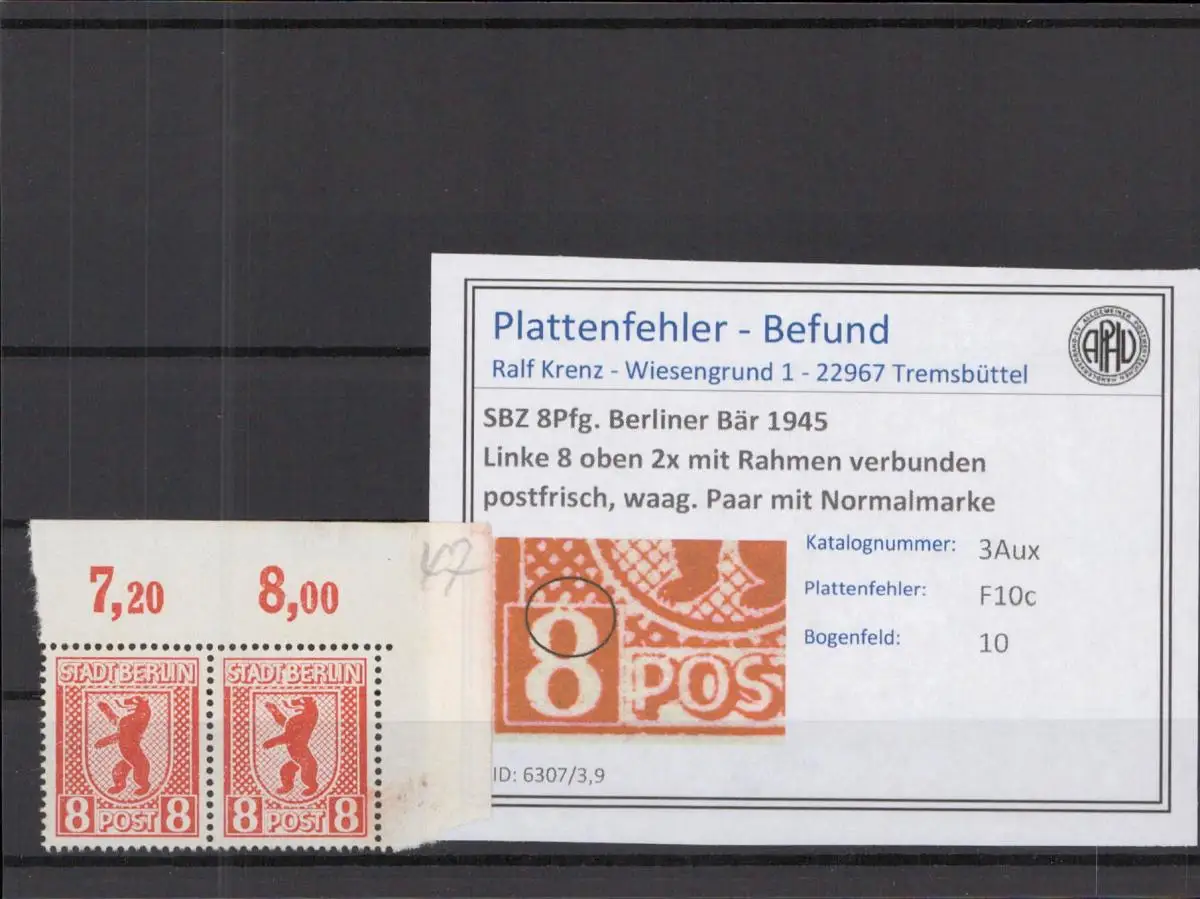 Plattenfehler - Befund
Ralf Krenz - Wiesengrund 1 - 22967 Tremsbüttel
APHV
SBZ 8Pfg. Berliner Bär 1945
Linke 8 oben 2x mit Rahmen verbunden
postfrisch, waag. Paar mit Normalmarke
8 POS
Katalognummer: 3Aux
Plattenfehler: F10c
Bogenfeld: 10
ID: 6307/3,9
7,20 8,00
STADT BERLIN STADT BERLIN
8 POST 8 8 POST 8